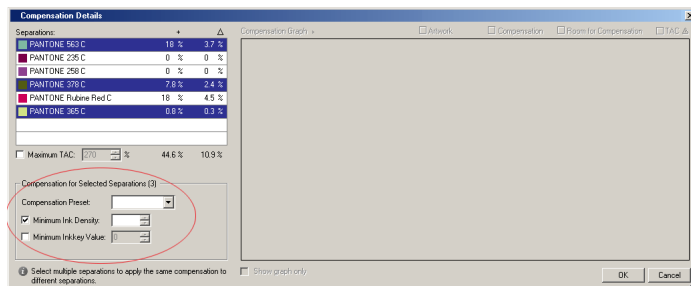 Compensation Details
Separations: + Δ
Compensation Graph
Artwork
Compensation
Room for Compensation
TAC
PANTONE 563 C 18 % 3.7 %
PANTONE 235 C 0 % 0 %
PANTONE 258 C 0 % 0 %
PANTONE 378 C 7.8 % 2.4 %
PANTONE Rubine Red C 18 % 4.5 %
PANTONE 365 C 0.8 % 0.3 %
Maximum TAC: 270 % 44.6 % 10.9 %
Compensation for Selected Separations (3)
Compensation Preset:
Minimum Ink Density:
Minimum Inkkey Value: 0
Select multiple separations to apply the same compensation to
different separations.
Show graph only
OK
Cancel